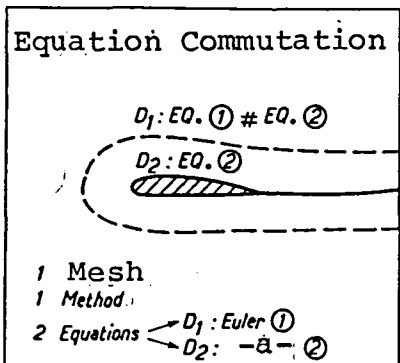 Equation Commutation
D₁: EQ. ① # EQ. ②
D₂: EQ. ②
1 Mesh
1 Method
2 Equations
D₁: Euler ①
D₂: -a- ②